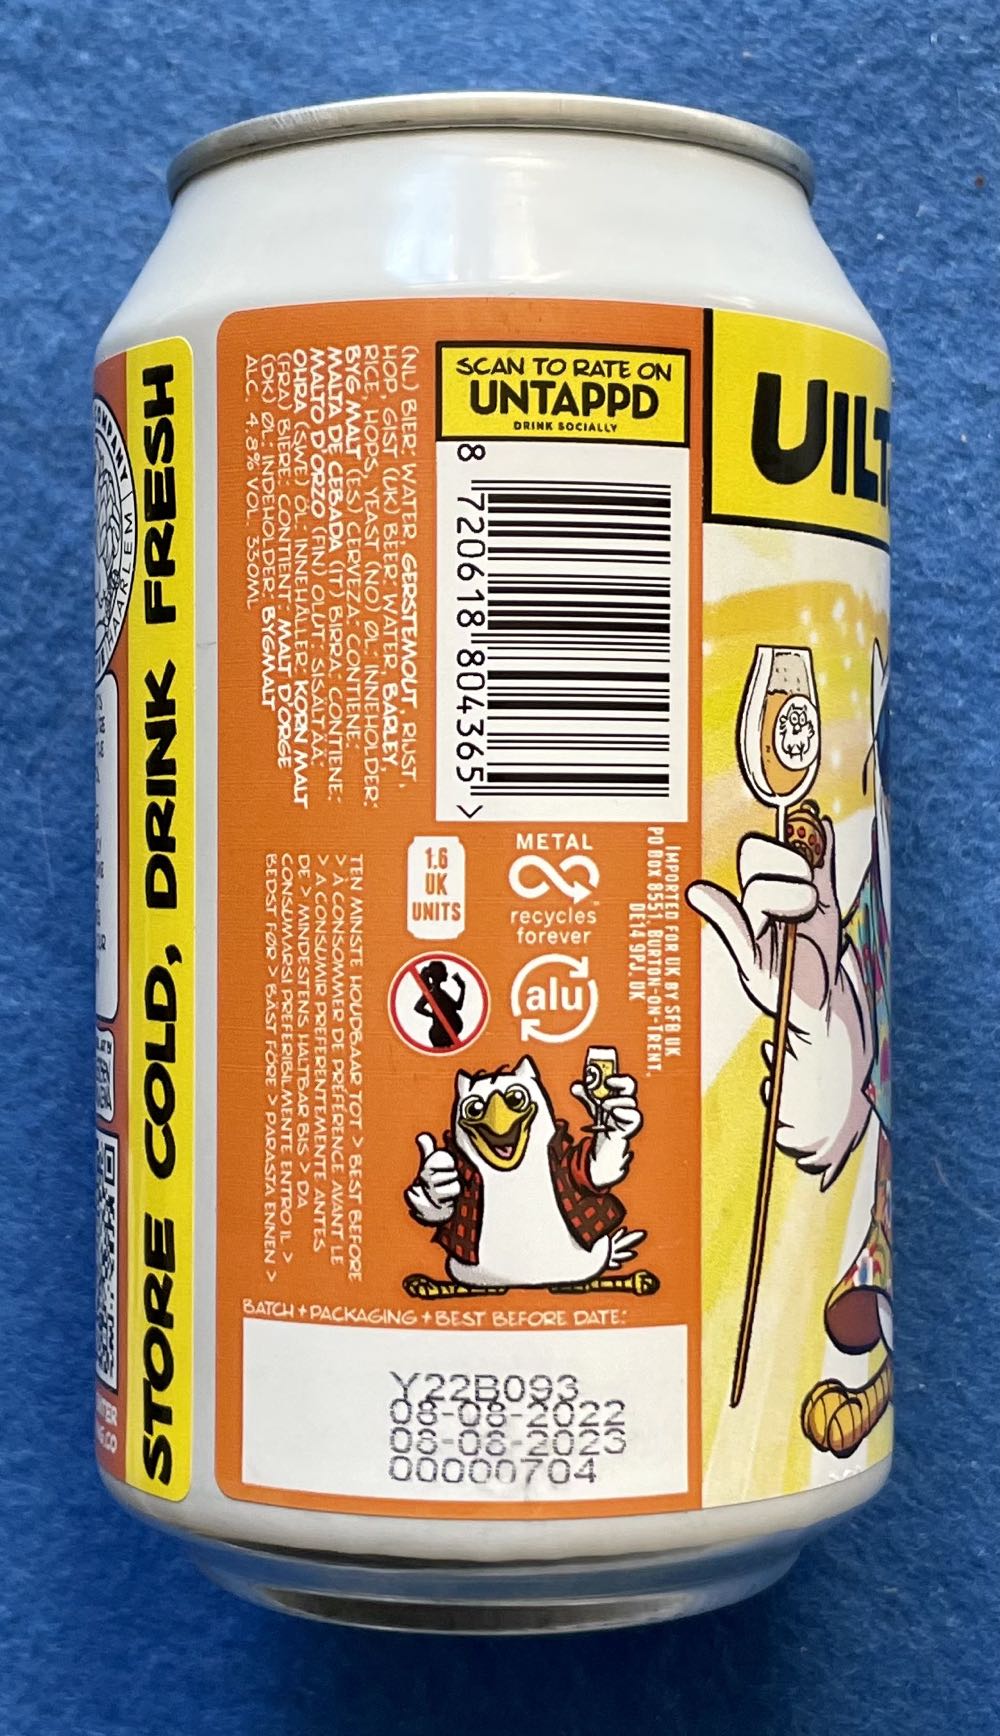 SCAN TO RATE ON
UNTAPPD
DRINK SOCIALLY
8 720618 804365 >
(NL) BIER: WATER, GERSTEMOUT, RIJST,
HOP, GIST (UK) BEER: WATER, BARLEY,
RICE, HOPS, YEAST (NO) ØL: INNEHOLDER:
BYG MALT (ES) CERVEZA: CONTIENE:
MALTA DE CEBADA (IT) BIRRA: CONTIENE:
MALTO D'ORZO (FIN) OLUT: SISÄLTÄÄ:
OHRA (SWE) ÖL: INNEHÅLLER: KORN MALT
(FRA) BIÈRE: CONTIENT: MALT D'ORGE
(DK) ØL: INDEHOLDER: BYGMALT
ALC. 4.8% VOL. 330ML
IMPORTED FOR UK BY SFB UK
PO BOX 8551, BURTON-ON-TRENT,
DE14 9PJ, UK
METAL
recycles
forever™
alu
1.6
UK
UNITS
TEN MINSTE HOUDBAAR TOT > BEST BEFORE
> À CONSOMMER DE PRÉFÉRENCE AVANT LE
> A CONSUMIR PREFERENTEMENTE ANTES
DE > MINDESTENS HALTBAR BIS > DA
CONSUMARSI PREFERIBILMENTE ENTRO IL >
BEDST FØR > BÄST FÖRE > PARASTA ENNEN >
BATCH + PACKAGING + BEST BEFORE DATE:
Y22B093
08-08-2022
08-08-2023
00000704
STORE COLD, DRINK FRESH
UILT
COMPANY
HAARLEM